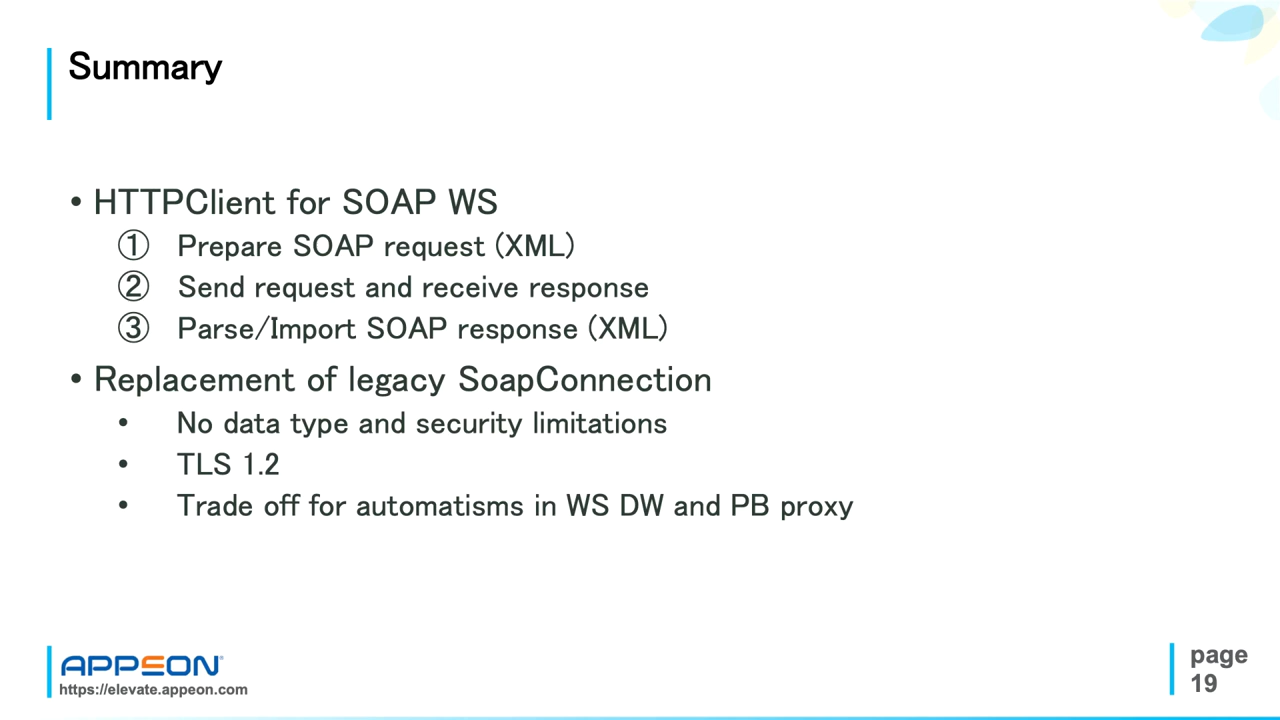 Summary
• HTTPClient for SOAP WS
① Prepare SOAP request (XML)
② Send request and receive response
③ Parse/Import SOAP response (XML)
• Replacement of legacy SoapConnection
• No data type and security limitations
• TLS 1.2
• Trade off for automatisms in WS DW and PB proxy
APPEON®
https://elevate.appeon.com
page
19